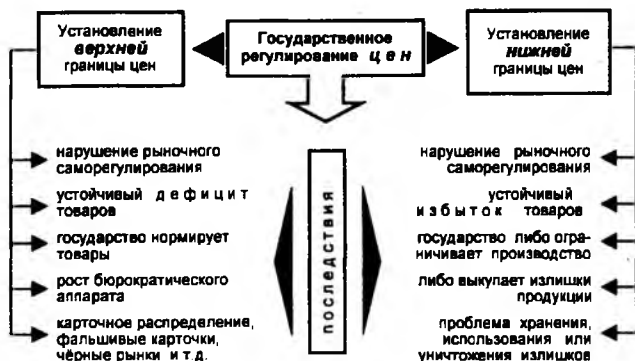 Установление
верхней
границы цен
Государственное
регулирование цен
Установление
нижней
границы цен
нарушение рыночного
саморегулирования
устойчивый дефицит
товаров
государство нормирует
товары
рост бюрократического
аппарата
карточное распределение,
фальшивые карточки,
чёрные рынки и т.д.
последствия
нарушение рыночного
саморегулирования
устойчивый
избыток товаров
государство либо огра-
ничивает производство
либо выкупает излишки
продукции
проблема хранения,
использования или
уничтожения излишков